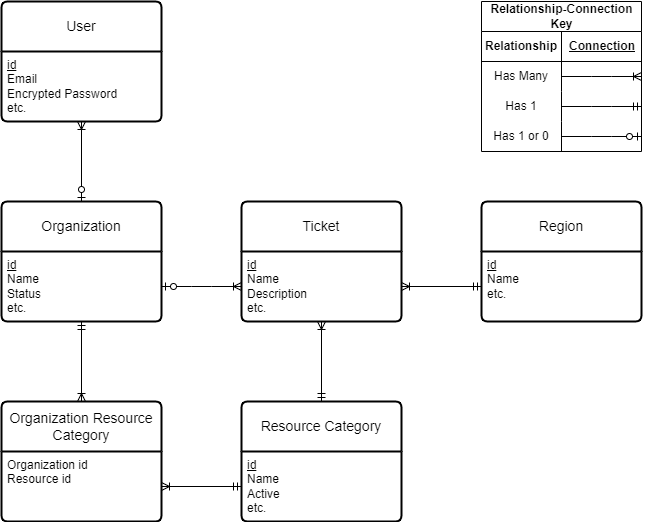 User
id
Email
Encrypted Password
etc.
Relationship-Connection
Key
Relationship Connection
Has Many
Has 1
Has 1 or 0
Organization
id
Name
Status
etc.
Ticket
id
Name
Description
etc.
Region
id
Name
etc.
Organization Resource
Category
Organization id
Resource id
Resource Category
id
Name
Active
etc.